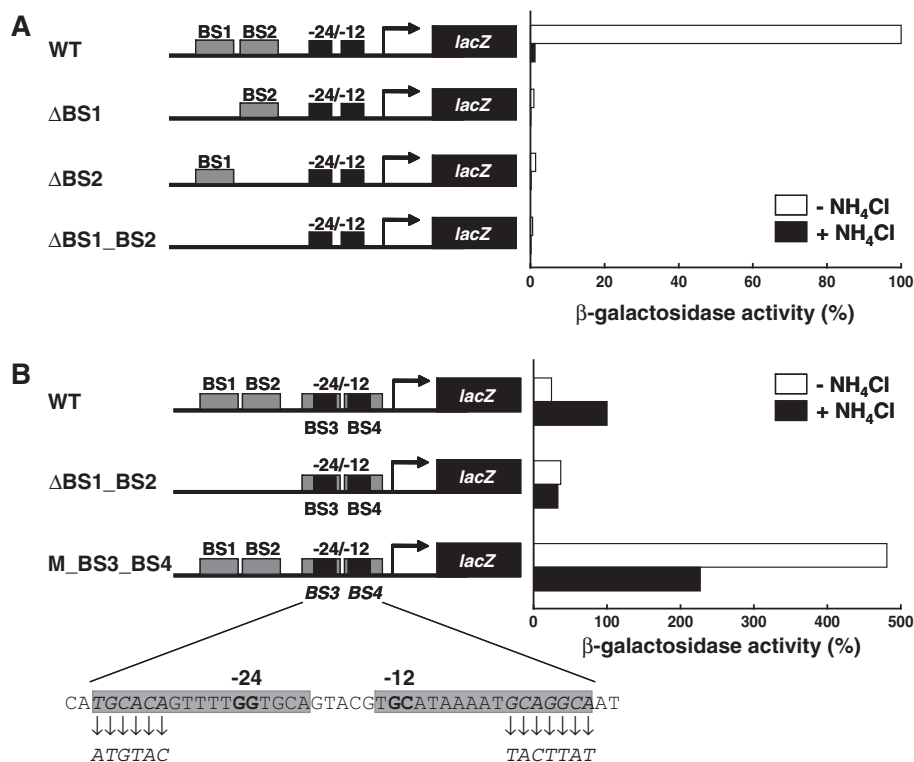 A
WT
BS1 BS2 -24/-12
lacZ
ΔBS1
BS2 -24/-12
lacZ
ΔBS2
BS1 -24/-12
lacZ
ΔBS1_BS2
-24/-12
lacZ
- NH₄Cl
+ NH₄Cl
0 20 40 60 80 100
β-galactosidase activity (%)
B
WT
BS1 BS2 -24/-12
lacZ
BS3 BS4
- NH₄Cl
+ NH₄Cl
ΔBS1_BS2
-24/-12
lacZ
BS3 BS4
M_BS3_BS4
BS1 BS2 -24/-12
lacZ
BS3 BS4
0 100 200 300 400 500
β-galactosidase activity (%)
-24 -12
CATGCACAGTTTTGGTGCAGTACGTGCATAAAATGCAGGCAAT
ATGTAC TACTTAT